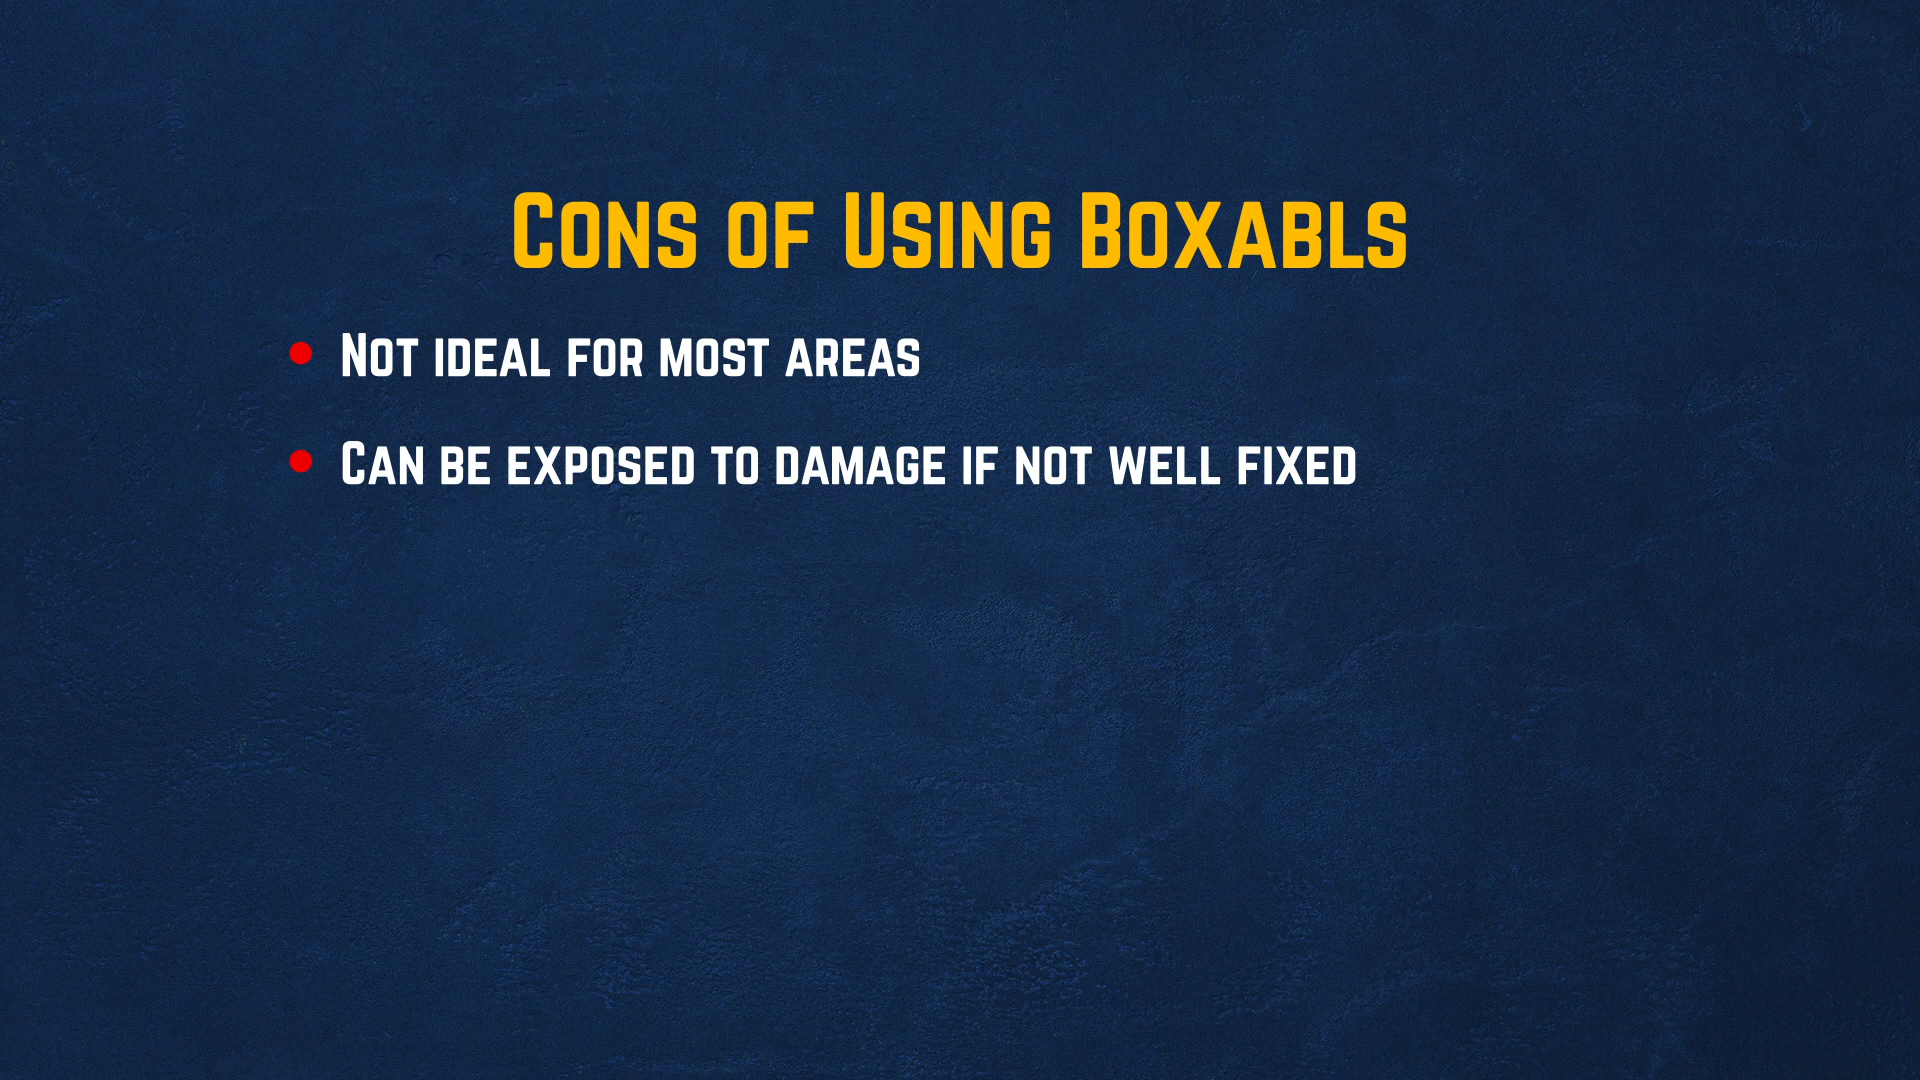 Cons of Using Boxabls
Not ideal for most areas
Can be exposed to damage if not well fixed